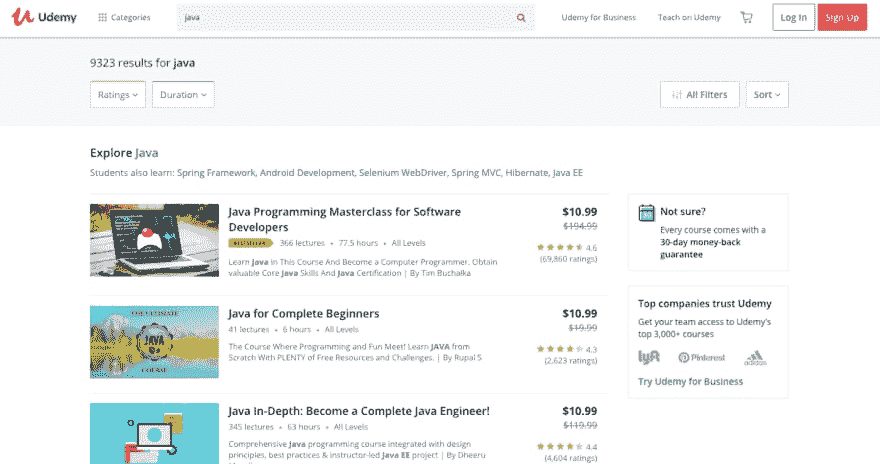 Udemy
Categories
java
Udemy for Business
Teach on Udemy
Log In
Sign Up
9323 results for java
Ratings
Duration
All Filters
Sort
Explore Java
Students also learn: Spring Framework, Android Development, Selenium WebDriver, Spring MVC, Hibernate, Java EE
Java Programming Masterclass for Software
Developers
BESTSELLER 366 lectures • 77.5 hours • All Levels
Learn Java In This Course And Become a Computer Programmer. Obtain
valuable Core Java Skills And Java Certification | By Tim Buchalka
$10.99
$194.99
4.6
(69,860 ratings)
THE ULTIMATE
JAVA
COURSE
Java for Complete Beginners
41 lectures • 6 hours • All Levels
The Course Where Programming and Fun Meet! Learn JAVA from
Scratch With PLENTY of Free Resources and Challenges. | By Rupal S
$10.99
$19.99
4.3
(2,623 ratings)
Java In-Depth: Become a Complete Java Engineer!
345 lectures • 63 hours • All Levels
Comprehensive Java programming course integrated with design
principles, best practices & instructor-led Java EE project | By Dheeru
$10.99
$119.99
4.4
(4,604 ratings)
Not sure?
Every course comes with a
30-day money-back
guarantee
Top companies trust Udemy
Get your team access to Udemy's
top 3,000+ courses
lyft
Pinterest
adidas
Try Udemy for Business